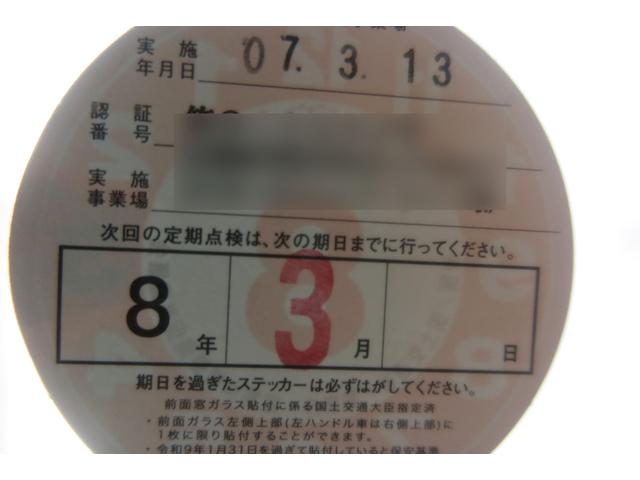 実施
年月日 07. 3. 13
認証
番号
実施
事業場
次回の定期点検は、次の期日までに行ってください。
8年 3月 日
期日を過ぎたステッカーは必ずはがしてください。
前面窓ガラス貼付に係る国土交通大臣指定済
・前面ガラス左側上部(左ハンドル車は右側上部)に
1枚に限り貼付することができます。
・令和9年1月31日を過ぎて貼付していると保安基準